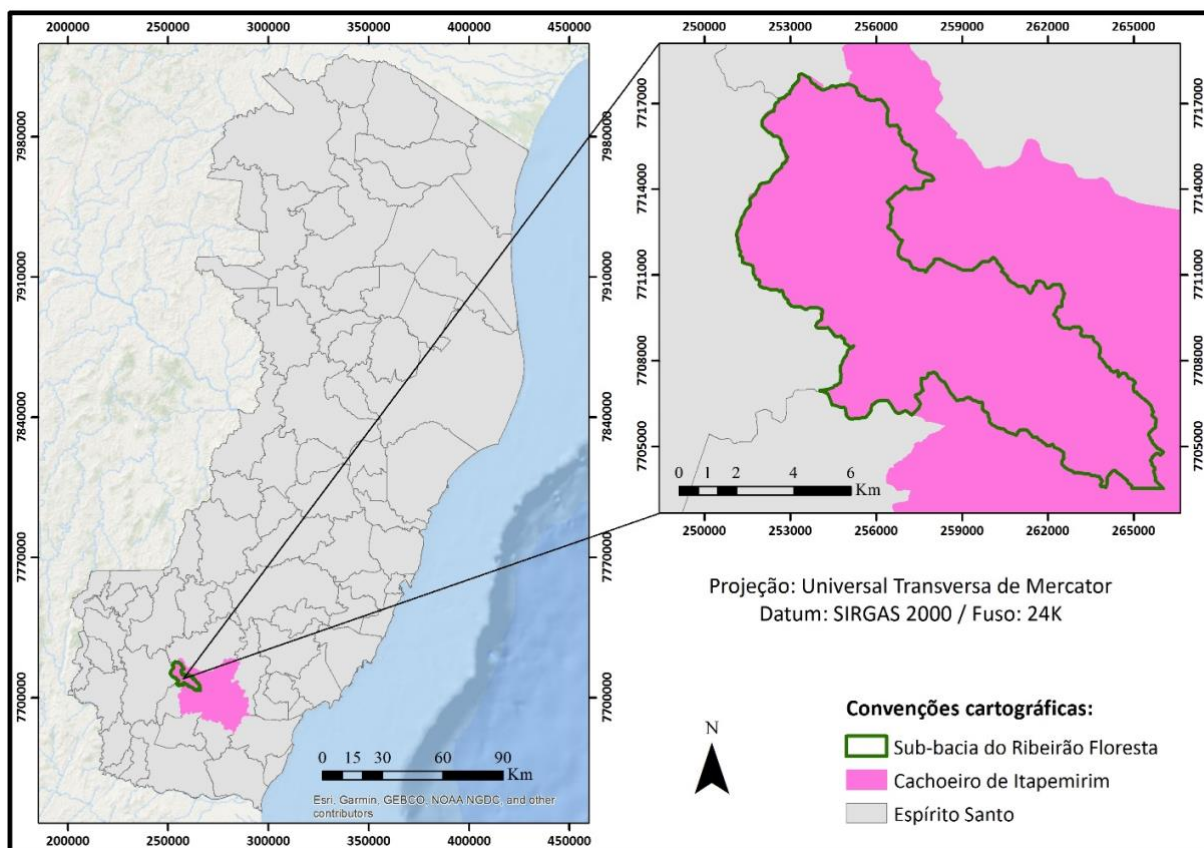 200000 250000 300000 350000 400000 450000
250000 253000 256000 259000 262000 265000
7980000
7910000
7840000
7770000
7700000
7980000
7910000
7840000
7770000
7700000
7717000
7714000
7711000
7708000
7705000
7717000
7714000
7711000
7708000
7705000
0 1 2 4 6
Km
250000 253000 256000 259000 262000 265000
Projeção: Universal Transversa de Mercator
Datum: SIRGAS 2000 / Fuso: 24K
0 15 30 60 90
Km
Esri, Garmin, GEBCO, NOAA NGDC, and other
contributors
200000 250000 300000 350000 400000 450000
N
Convenções cartográficas:
Sub-bacia do Ribeirão Floresta
Cachoeiro de Itapemirim
Espírito Santo